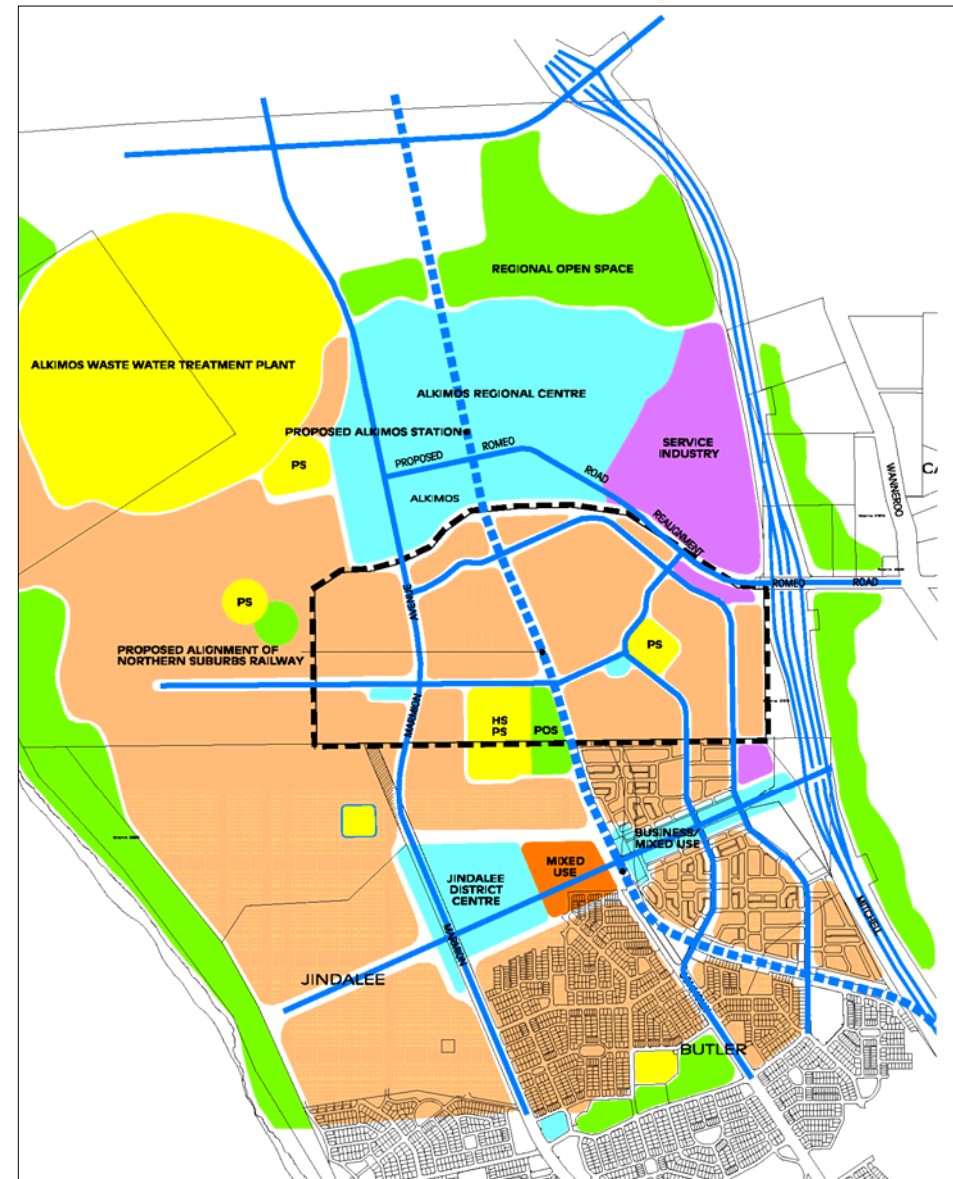 REGIONAL OPEN SPACE
ALKIMOS WASTE WATER TREATMENT PLANT
ALKIMOS REGIONAL CENTRE
PROPOSED ALKIMOS STATION
PROPOSED
ROMEO
ROAD
REALIGNMENT
SERVICE
INDUSTRY
WANNEROO
CA
PS
ALKIMOS
ROMEO
ROAD
AVENUE
PS
PS
PROPOSED ALIGNMENT OF
NORTHERN SUBURBS RAILWAY
MARMION
HS
PS
POS
BUSINESS/
MIXED USE
MIXED
USE
JINDALEE
DISTRICT
CENTRE
MARMION
MITCHELL
JINDALEE
BUTLER